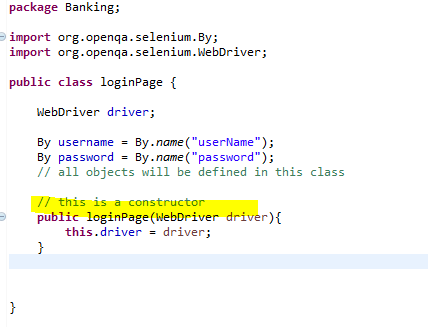 package Banking;
import org.openqa.selenium.By;
import org.openqa.selenium.WebDriver;
public class loginPage {
WebDriver driver;
By username = By.name("userName");
By password = By.name("password");
// all objects will be defined in this class
// this is a constructor
public loginPage(WebDriver driver){
this.driver = driver;
}
}